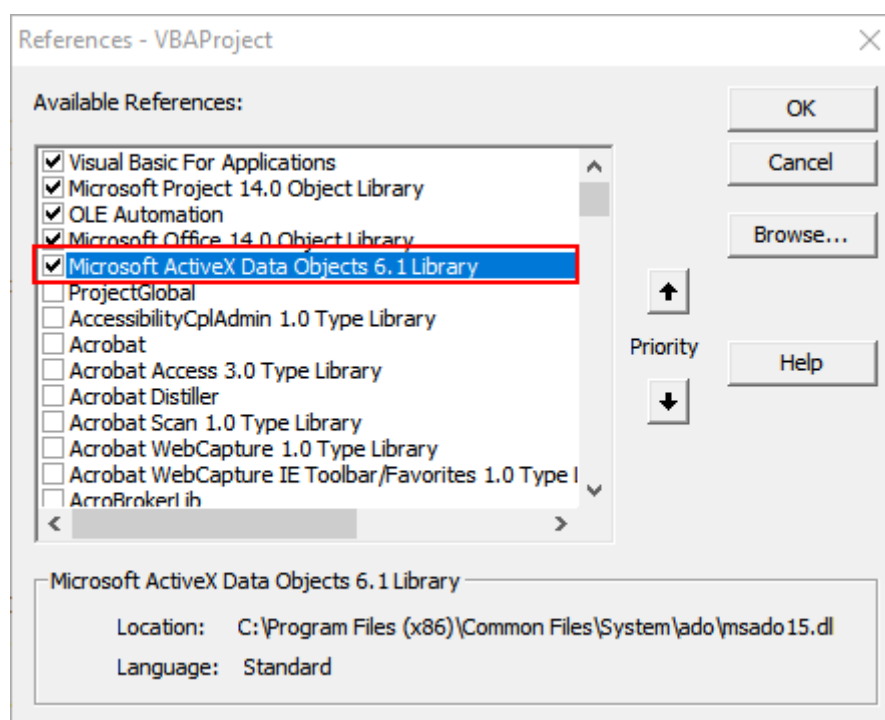 References - VBAProject
Available References:
OK
Visual Basic For Applications
Cancel
Microsoft Project 14.0 Object Library
OLE Automation
Microsoft Office 14.0 Object Library
Browse...
Microsoft ActiveX Data Objects 6.1 Library
ProjectGlobal
AccessibilityCplAdmin 1.0 Type Library
Acrobat
Priority
Acrobat Access 3.0 Type Library
Help
Acrobat Distiller
Acrobat Scan 1.0 Type Library
Acrobat WebCapture 1.0 Type Library
Acrobat WebCapture IE Toolbar/Favorites 1.0 Type l
AcroBrokerLib
Microsoft ActiveX Data Objects 6.1 Library
Location: C:\Program Files (x86)\Common Files\System\ado\msado15.dl
Language: Standard